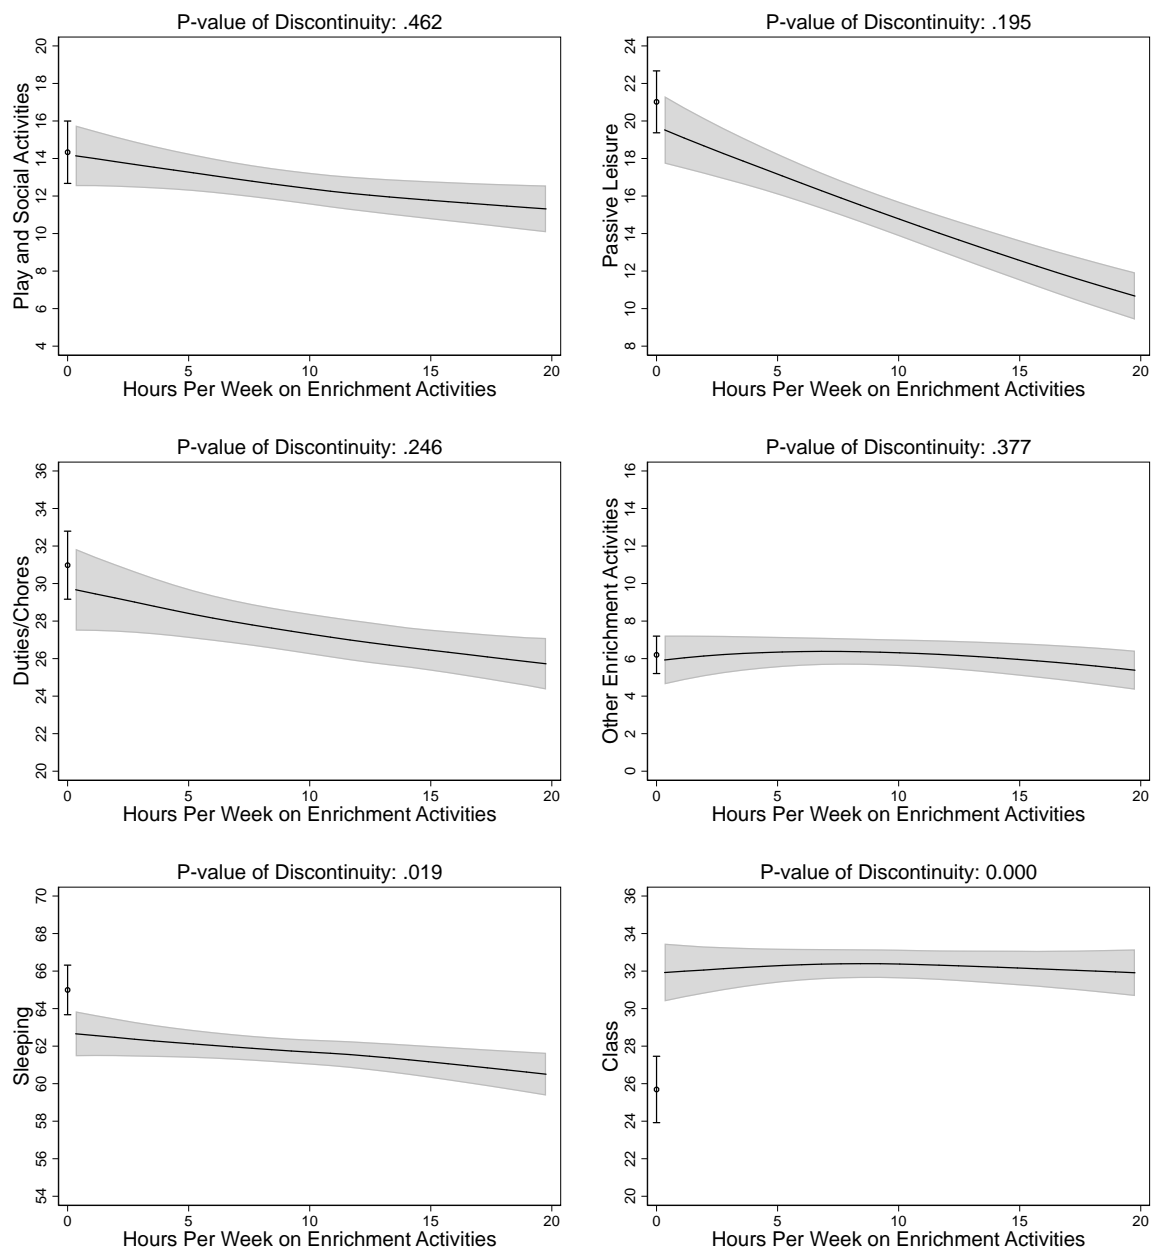 P-value of Discontinuity: .462
Play and Social Activities
4 6 8 10 12 14 16 18 20
0 5 10 15 20
Hours Per Week on Enrichment Activities
P-value of Discontinuity: .195
Passive Leisure
8 10 12 14 16 18 20 22 24
0 5 10 15 20
Hours Per Week on Enrichment Activities
P-value of Discontinuity: .246
Duties/Chores
20 22 24 26 28 30 32 34 36
0 5 10 15 20
Hours Per Week on Enrichment Activities
P-value of Discontinuity: .377
Other Enrichment Activities
0 2 4 6 8 10 12 14 16
0 5 10 15 20
Hours Per Week on Enrichment Activities
P-value of Discontinuity: .019
Sleeping
54 56 58 60 62 64 66 68 70
0 5 10 15 20
Hours Per Week on Enrichment Activities
P-value of Discontinuity: 0.000
Class
20 22 24 26 28 30 32 34 36
0 5 10 15 20
Hours Per Week on Enrichment Activities